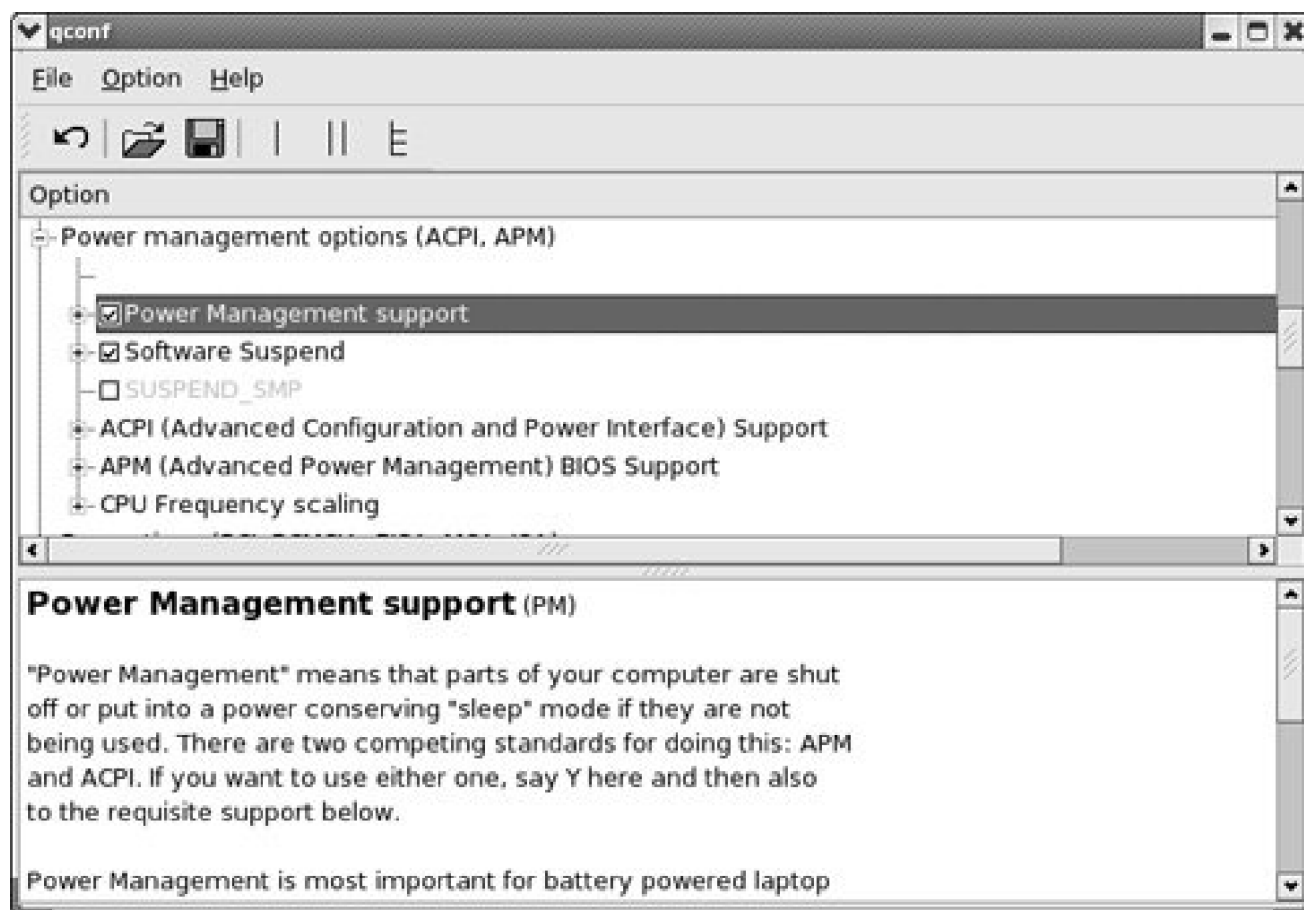 qconf
File Option Help
Option
Power management options (ACPI, APM)
Power Management support
Software Suspend
SUSPEND_SMP
ACPI (Advanced Configuration and Power Interface) Support
APM (Advanced Power Management) BIOS Support
CPU Frequency scaling
Power Management support (PM)
"Power Management" means that parts of your computer are shut
off or put into a power conserving "sleep" mode if they are not
being used. There are two competing standards for doing this: APM
and ACPI. If you want to use either one, say Y here and then also
to the requisite support below.
Power Management is most important for battery powered laptop